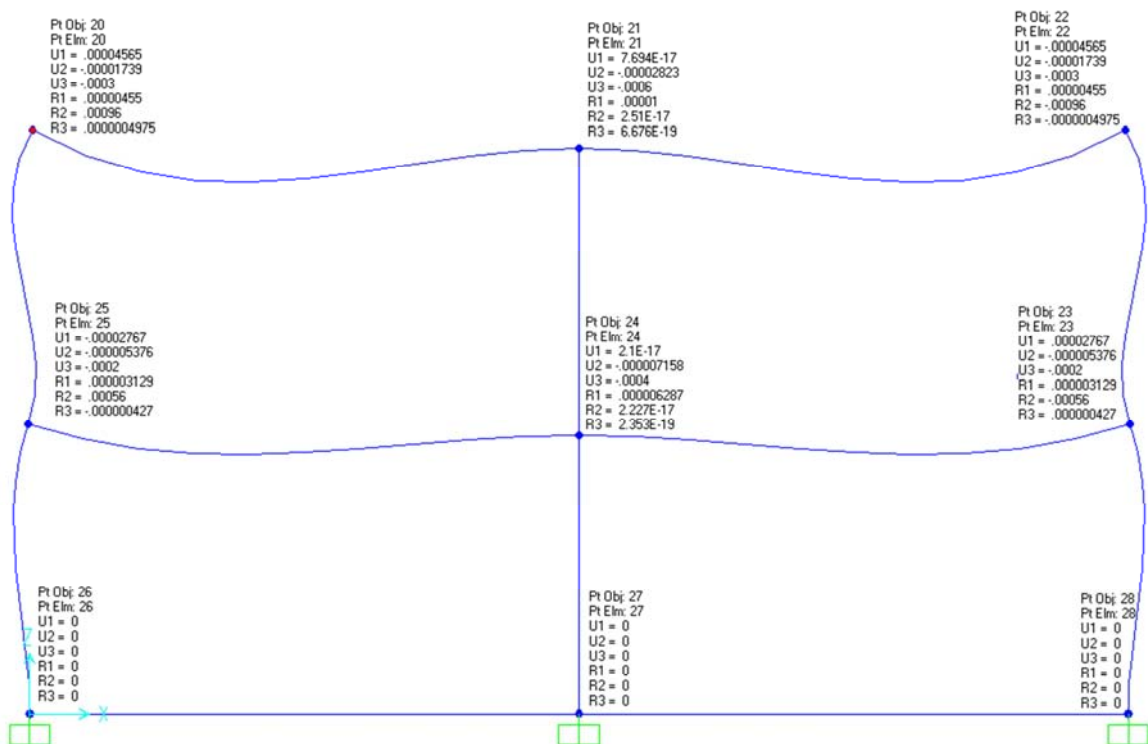 Pt Obj: 20
Pt Elm: 20
U1 = .00004565
U2 =-.00001739
U3 =-.0003
R1 = .00000455
R2 = .00096
R3 = .0000004975
Pt Obj: 21
Pt Elm: 21
U1 = 7.694E-17
U2 =-.00002823
U3 =-.0006
R1 = .00001
R2 = 2.51E-17
R3 = 6.676E-19
Pt Obj: 22
Pt Elm: 22
U1 =-.00004565
U2 =-.00001739
U3 =-.0003
R1 = .00000455
R2 =-.00096
R3 =-.0000004975
Pt Obj: 25
Pt Elm: 25
U1 =-.00002767
U2 =-.000005376
U3 =-.0002
R1 = .000003129
R2 = .00056
R3 =-.000000427
Pt Obj: 24
Pt Elm: 24
U1 = 2.1E-17
U2 =-.000007158
U3 =-.0004
R1 = .000006287
R2 = 2.227E-17
R3 = 2.353E-19
Pt Obj: 23
Pt Elm: 23
U1 = .00002767
U2 =-.000005376
U3 =-.0002
R1 = .000003129
R2 =-.00056
R3 = .000000427
Pt Obj: 26
Pt Elm: 26
U1 = 0
U2 = 0
U3 = 0
R1 = 0
R2 = 0
R3 = 0
Z
X
Pt Obj: 27
Pt Elm: 27
U1 = 0
U2 = 0
U3 = 0
R1 = 0
R2 = 0
R3 = 0
Pt Obj: 28
Pt Elm: 28
U1 = 0
U2 = 0
U3 = 0
R1 = 0
R2 = 0
R3 = 0